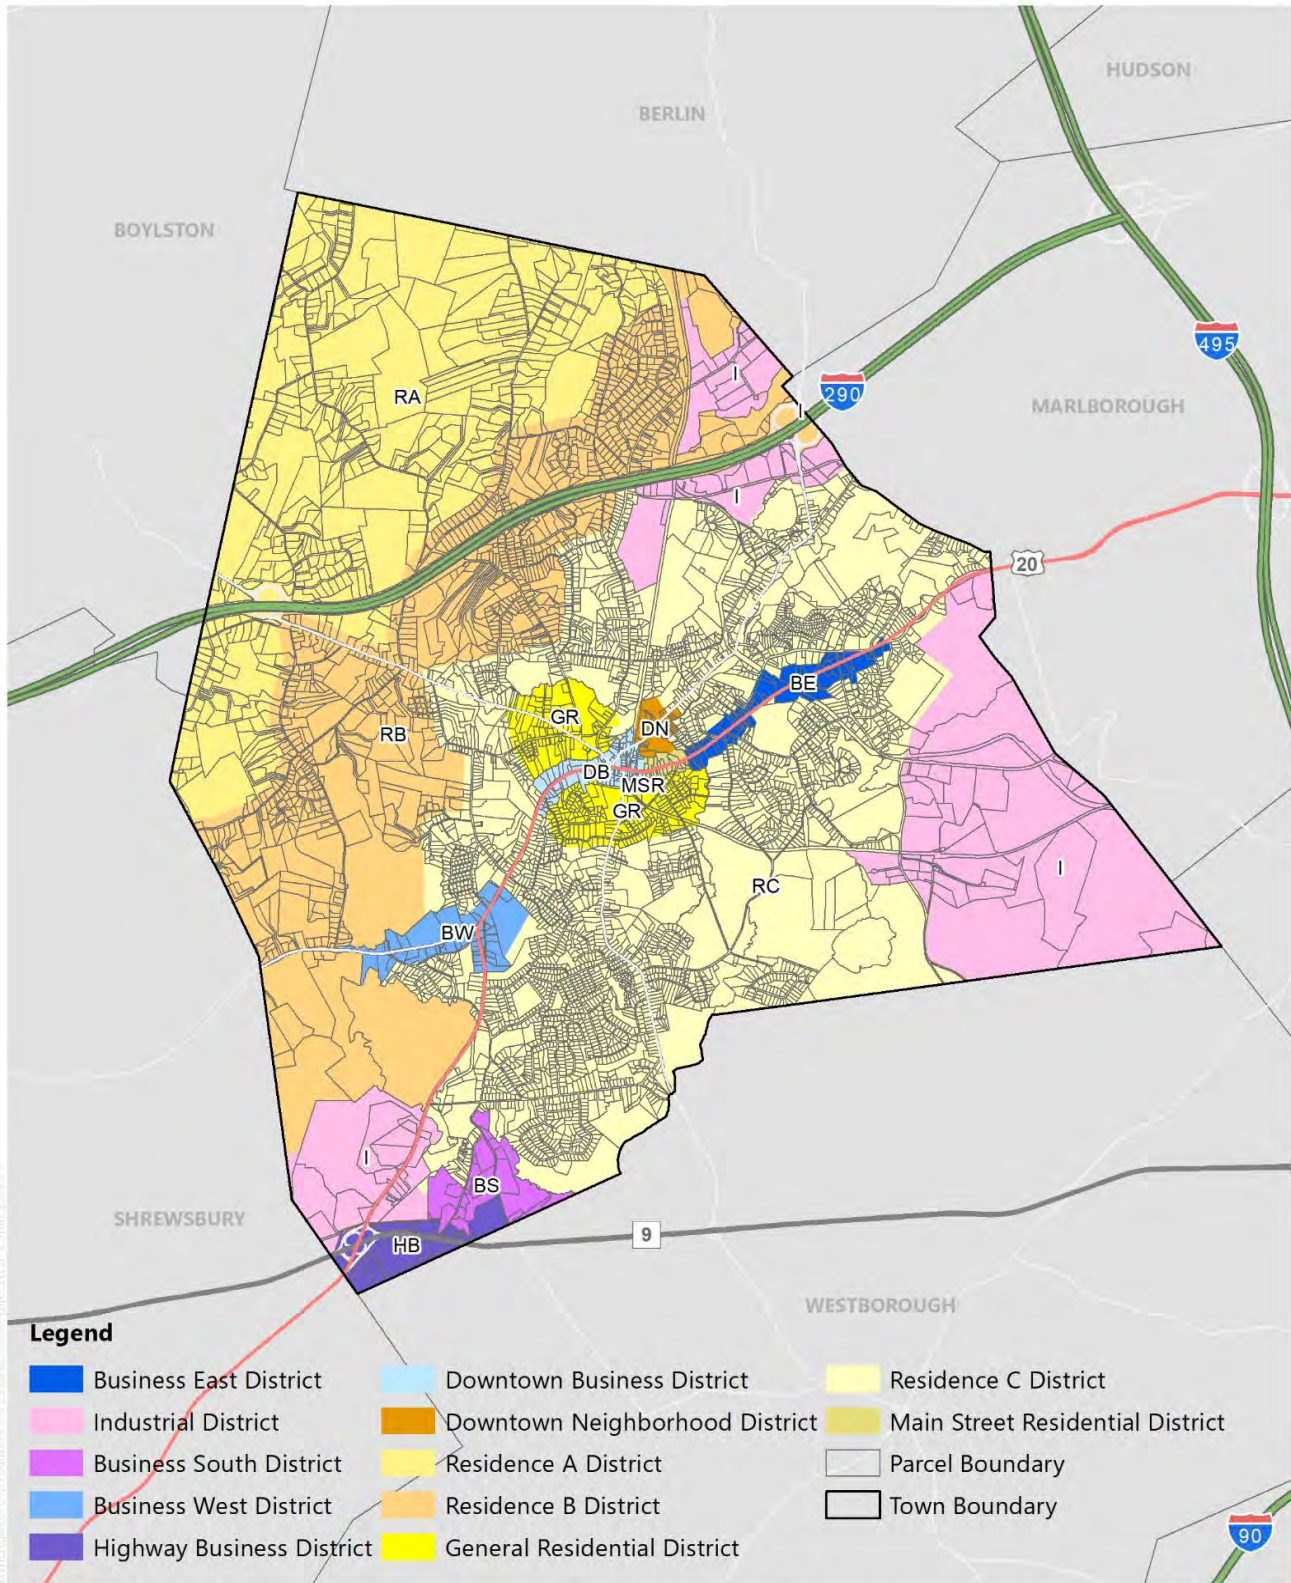 HUDSON
BERLIN
BOYLSTON
495
290
MARLBOROUGH
RA
I
I
I
20
BE
GR
DN
RB
DB
MSR
GR
I
RC
BW
I
BS
SHREWSBURY
HB
9
WESTBOROUGH
Legend
Business East District
Downtown Business District
Residence C District
Industrial District
Downtown Neighborhood District
Main Street Residential District
Business South District
Residence A District
Parcel Boundary
Business West District
Residence B District
Town Boundary
Highway Business District
General Residential District
90